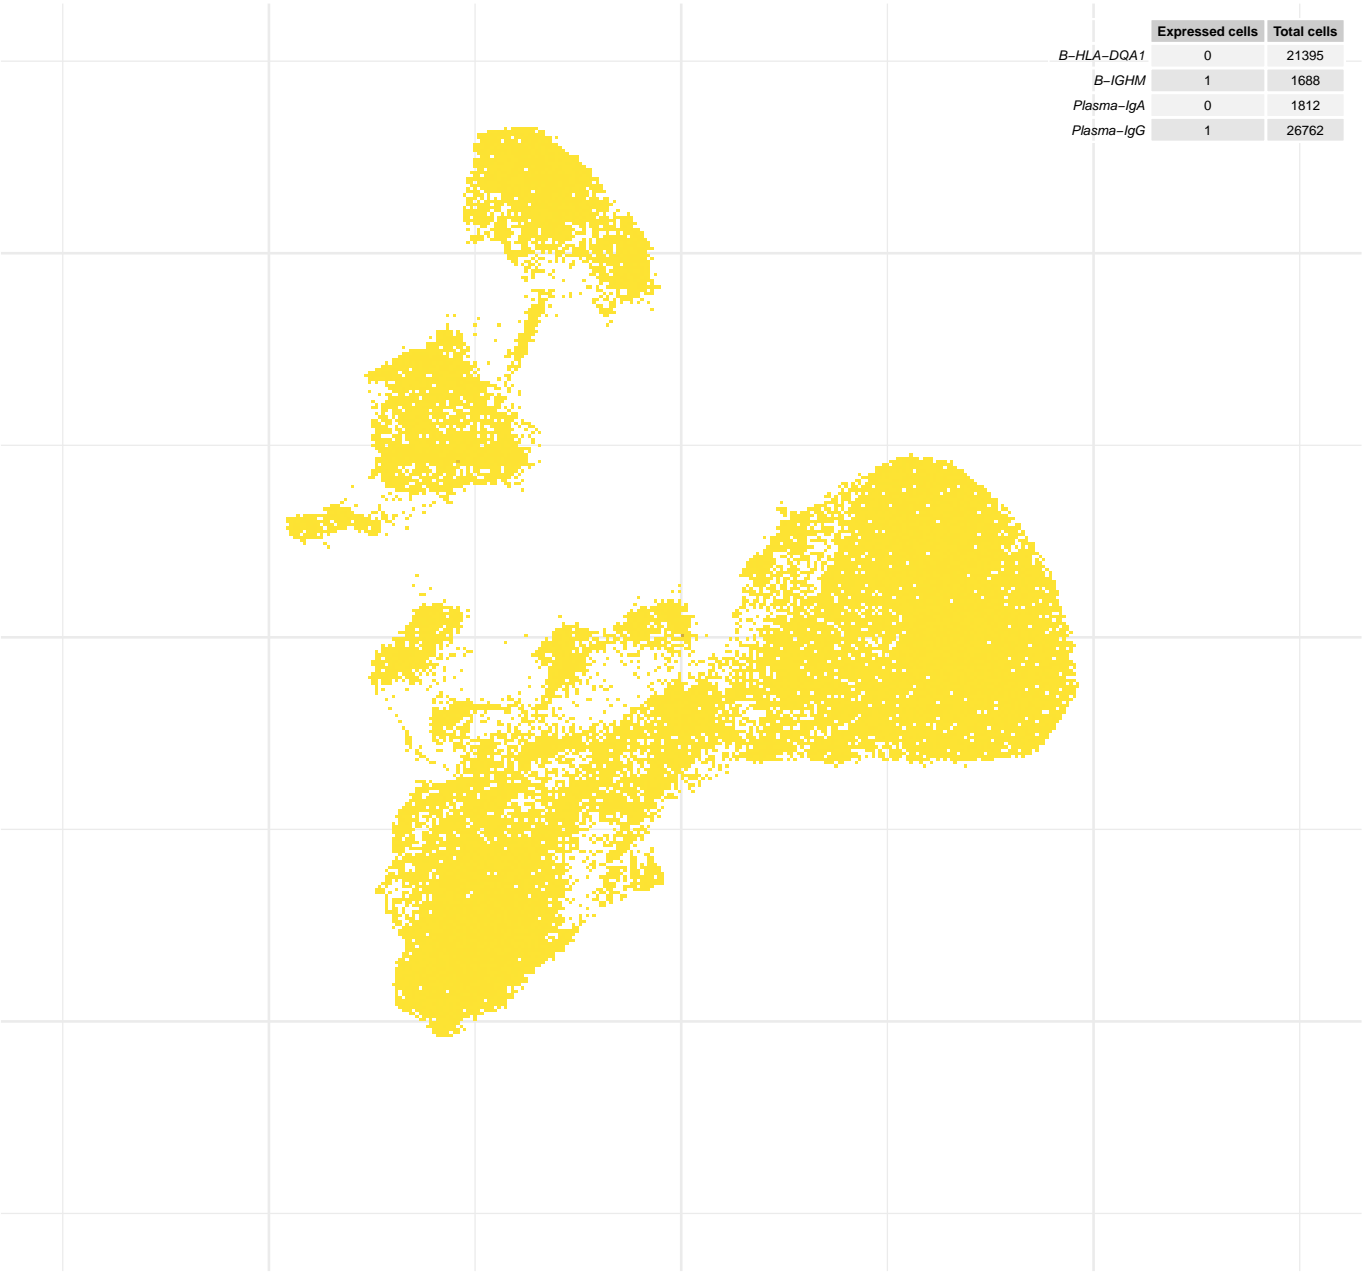 Expressed cells Total cells
B−HLA−DQA1 0 21395
B−IGHM 1 1688
Plasma−IgA 0 1812
Plasma−IgG 1 26762